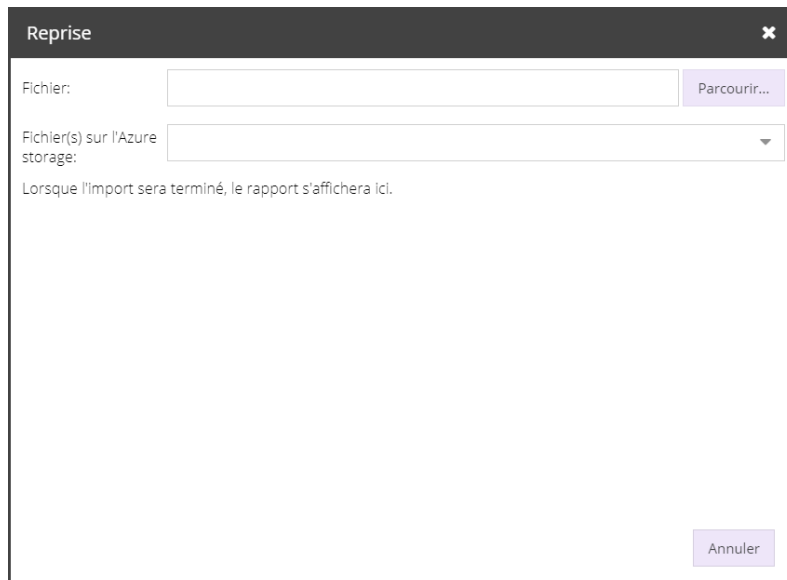 Reprise
Fichier:
Parcourir...
Fichier(s) sur l'Azure
storage:
Lorsque l'import sera terminé, le rapport s'affichera ici.
Annuler